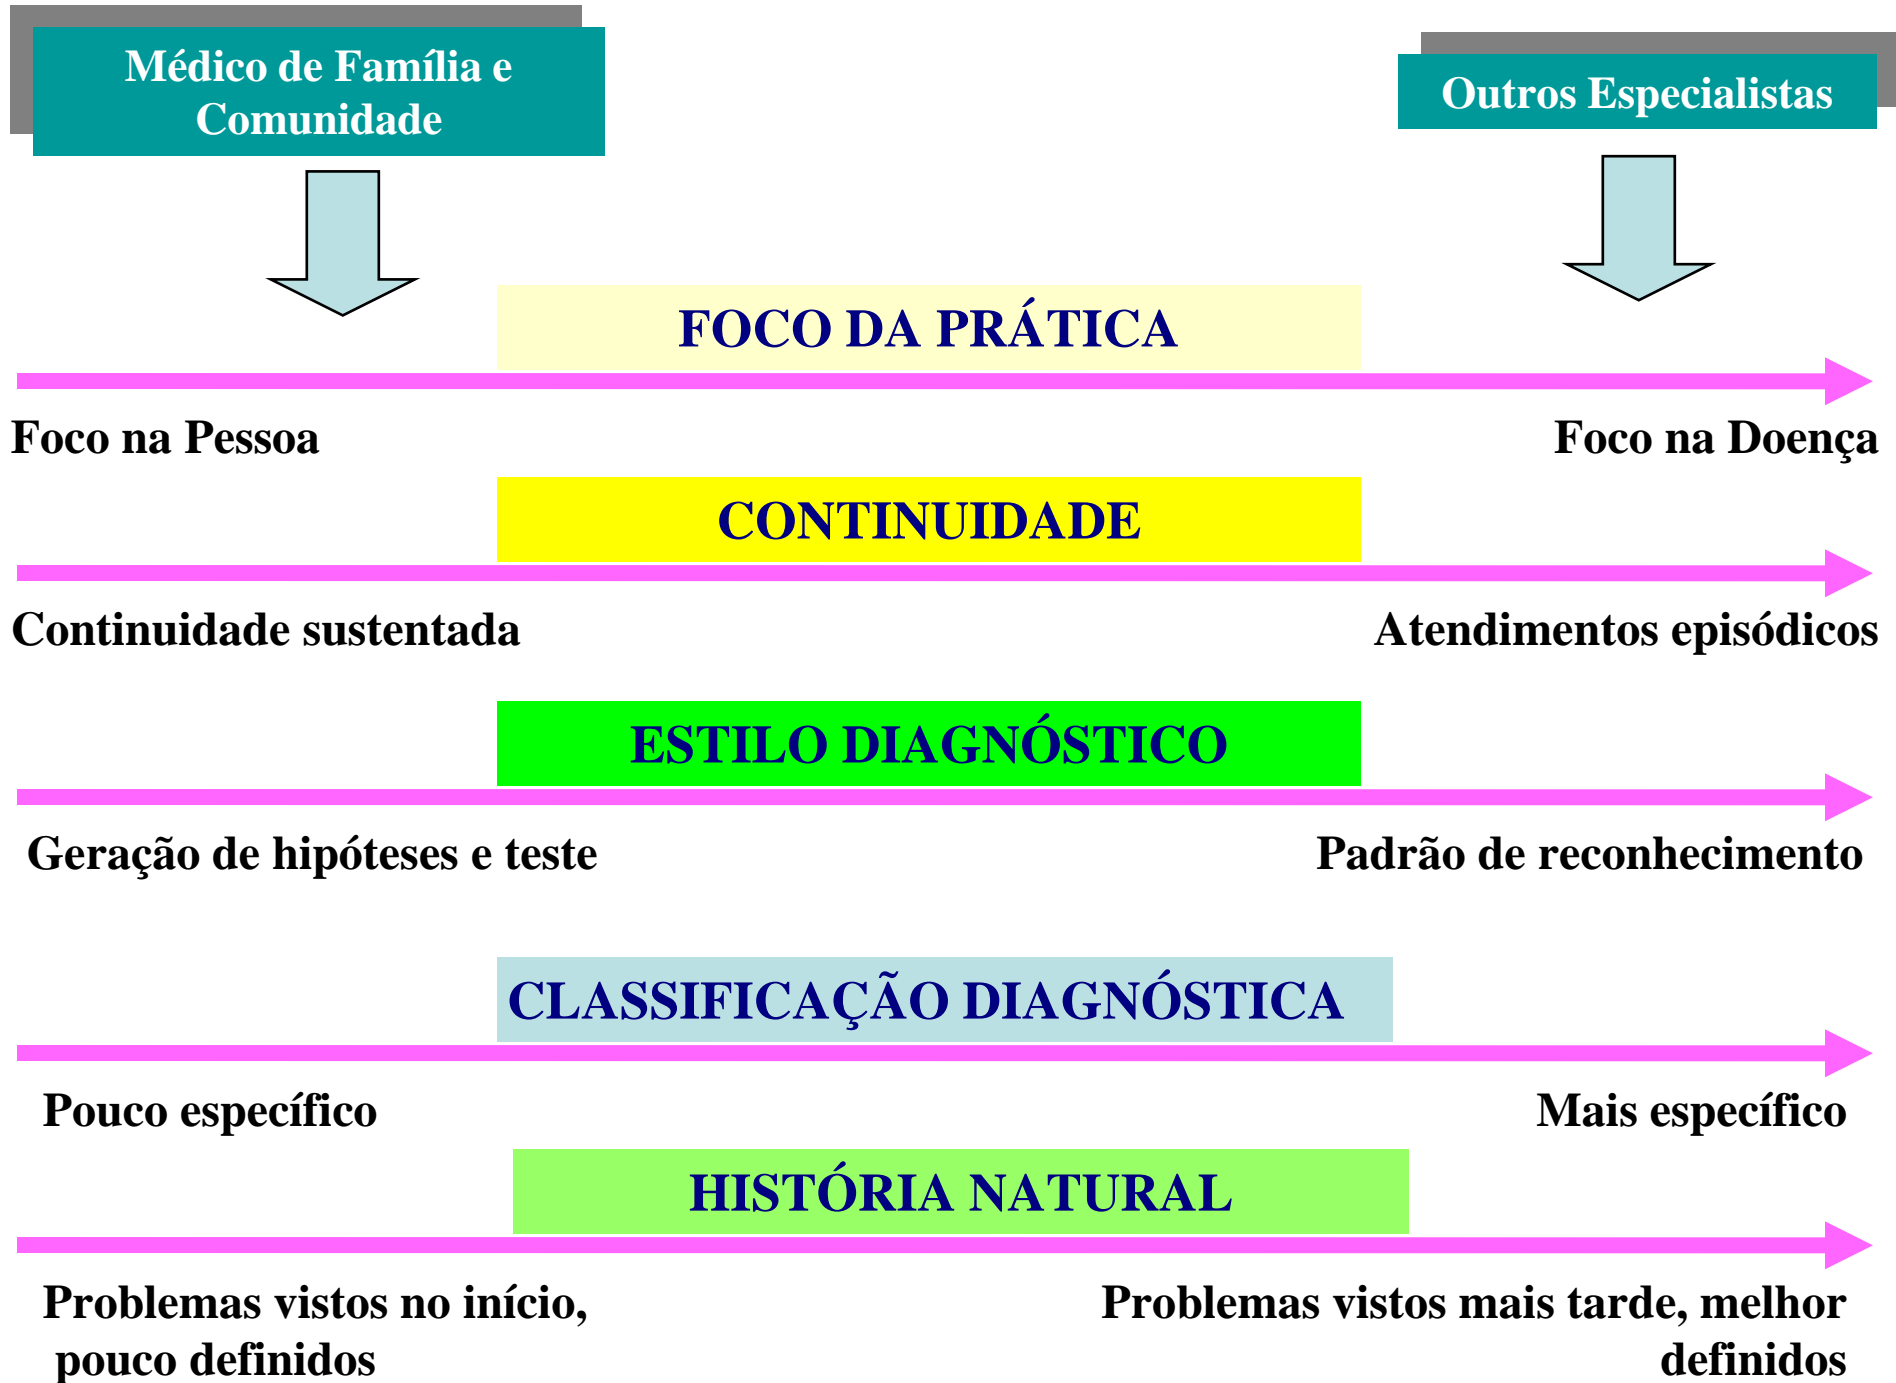 Médico de Família e
Comunidade
Outros Especialistas
FOCO DA PRÁTICA
Foco na Pessoa
Foco na Doença
CONTINUIDADE
Continuidade sustentada
Atendimentos episódicos
ESTILO DIAGNÓSTICO
Geração de hipóteses e teste
Padrão de reconhecimento
CLASSIFICAÇÃO DIAGNÓSTICA
Pouco específico
Mais específico
HISTÓRIA NATURAL
Problemas vistos no início,
pouco definidos
Problemas vistos mais tarde, melhor
definidos